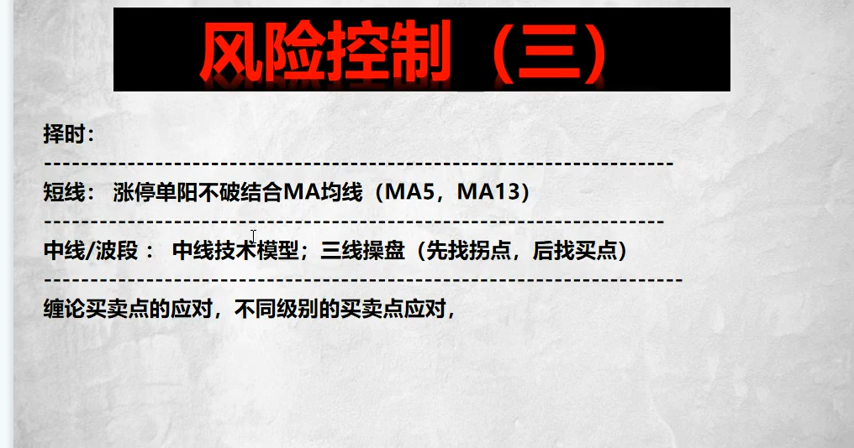 风险控制（三）
择时：
----------------------------------------------------------------------
短线： 涨停单阳不破结合MA均线（MA5，MA13）
---------------------------------------------------------------------
中线/波段 ： 中线技术模型；三线操盘（先找拐点，后找买点）
-----------------------------------------------------------------------
缠论买卖点的应对，不同级别的买卖点应对，